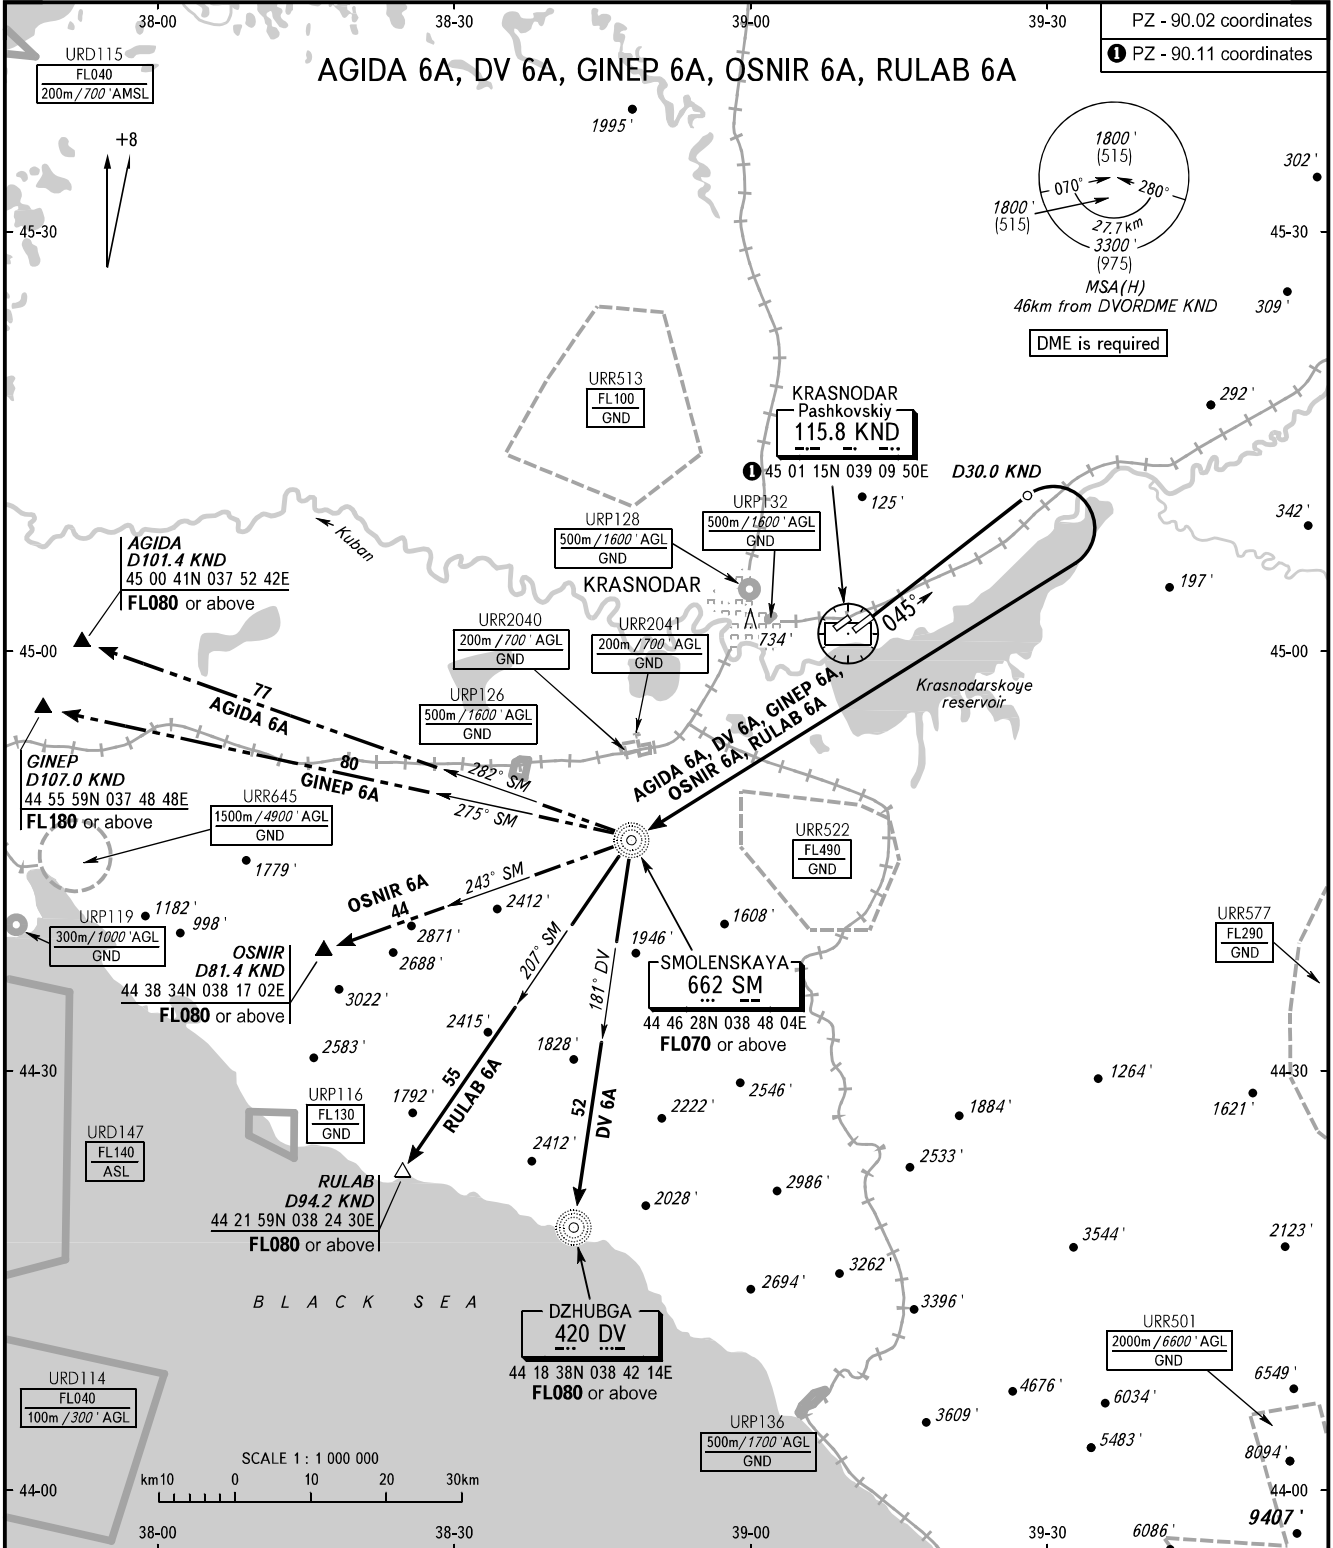 38-00
38-30
39-00
39-30
PZ - 90.02 coordinates
❶ PZ - 90.11 coordinates
AGIDA 6A, DV 6A, GINEP 6A, OSNIR 6A, RULAB 6A
URD115
FL040
200m/700'AMSL
+8
1995'
1800'
(515)
070°
280°
1800'
(515)
27.7km
3300'
(975)
MSA(H)
46km from DVORDME KND
DME is required
302'
45-30
45-30
309'
292'
URR513
FL100
GND
KRASNODAR
Pashkovskiy
115.8 KND
❶ 45 01 15N 039 09 50E
D30.0 KND
125'
342'
197'
URP132
500m/1600'AGL
GND
URP128
500m/1600'AGL
GND
KRASNODAR
Kuban
AGIDA
D101.4 KND
45 00 41N 037 52 42E
FL080 or above
URR2040
200m/700'AGL
GND
URR2041
200m/700'AGL
GND
734'
045°
45-00
45-00
77
AGIDA 6A
URP126
500m/1600'AGL
GND
Krasnodarskoye
reservoir
AGIDA 6A, DV 6A, GINEP 6A,
OSNIR 6A, RULAB 6A
80
GINEP 6A
282° SM
275° SM
GINEP
D107.0 KND
44 55 59N 037 48 48E
FL180 or above
URR645
1500m/4900'AGL
GND
1779'
URR522
FL490
GND
243° SM
OSNIR 6A
44
2412'
2871'
2688'
1182'
998'
URP119
300m/1000'AGL
GND
OSNIR
D81.4 KND
44 38 34N 038 17 02E
FL080 or above
3022'
207° SM
181° DV
1946'
1608'
SMOLENSKAYA
662 SM
44 46 28N 038 48 04E
FL070 or above
URR577
FL290
GND
2415'
2583'
1828'
44-30
44-30
55
RULAB 6A
52
DV 6A
2546'
2222'
1264'
1621'
1884'
1792'
URP116
FL130
GND
URD147
FL140
ASL
2412'
2533'
2986'
2028'
RULAB
D94.2 KND
44 21 59N 038 24 30E
FL080 or above
3544'
2123'
3262'
2694'
3396'
BLACK SEA
DZHUBGA
420 DV
44 18 38N 038 42 14E
FL080 or above
URR501
2000m/6600'AGL
GND
URD114
FL040
100m/300'AGL
4676'
6034'
6549'
3609'
5483'
8094'
URP136
500m/1700'AGL
GND
SCALE 1 : 1 000 000
km10 0 10 20 30km
44-00
44-00
9407'
6086'
38-00
38-30
39-00
39-30